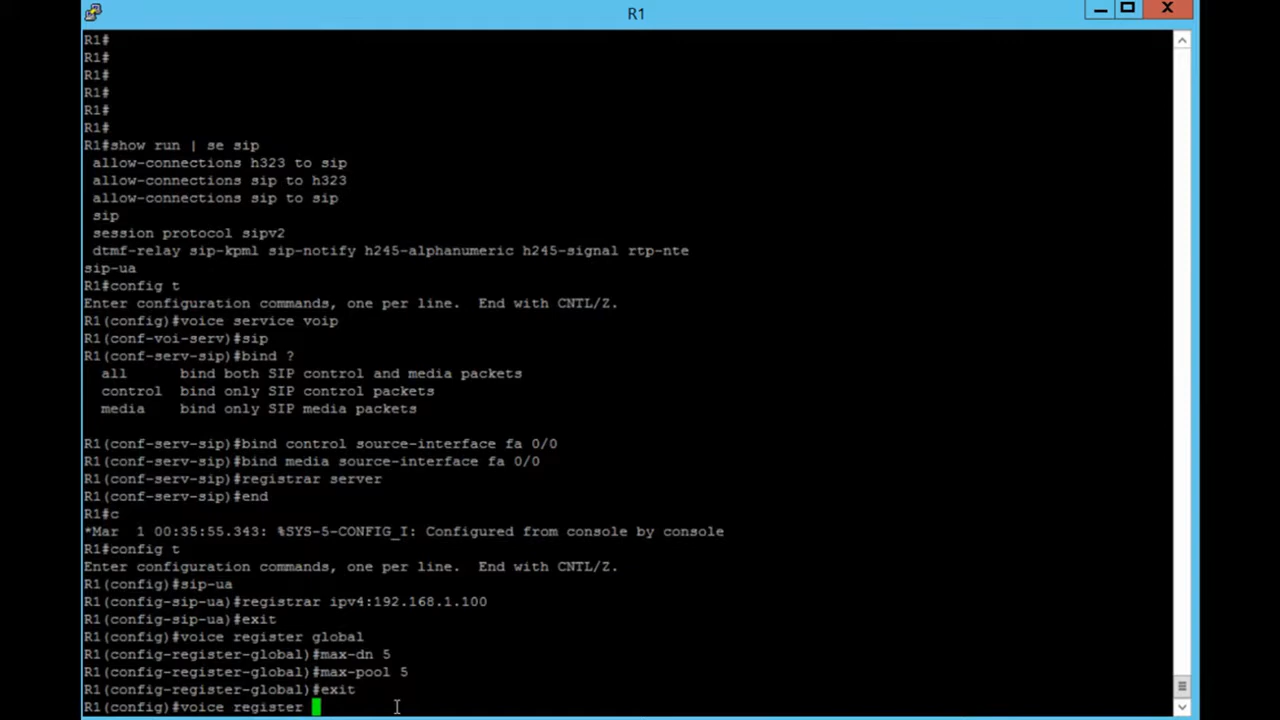 R1
R1#
R1#
R1#
R1#
R1#
R1#
R1#show run | se sip
allow-connections h323 to sip
allow-connections sip to h323
allow-connections sip to sip
sip
session protocol sipv2
dtmf-relay sip-kpml sip-notify h245-alphanumeric h245-signal rtp-nte
sip-ua
R1#config t
Enter configuration commands, one per line.  End with CNTL/Z.
R1(config)#voice service voip
R1(conf-voi-serv)#sip
R1(conf-serv-sip)#bind ?
all      bind both SIP control and media packets
control  bind only SIP control packets
media    bind only SIP media packets
R1(conf-serv-sip)#bind control source-interface fa 0/0
R1(conf-serv-sip)#bind media source-interface fa 0/0
R1(conf-serv-sip)#registrar server
R1(conf-serv-sip)#end
R1#c
*Mar  1 00:35:55.343: %SYS-5-CONFIG_I: Configured from console by console
R1#config t
Enter configuration commands, one per line.  End with CNTL/Z.
R1(config)#sip-ua
R1(config-sip-ua)#registrar ipv4:192.168.1.100
R1(config-sip-ua)#exit
R1(config)#voice register global
R1(config-register-global)#max-dn 5
R1(config-register-global)#max-pool 5
R1(config-register-global)#exit
R1(config)#voice register